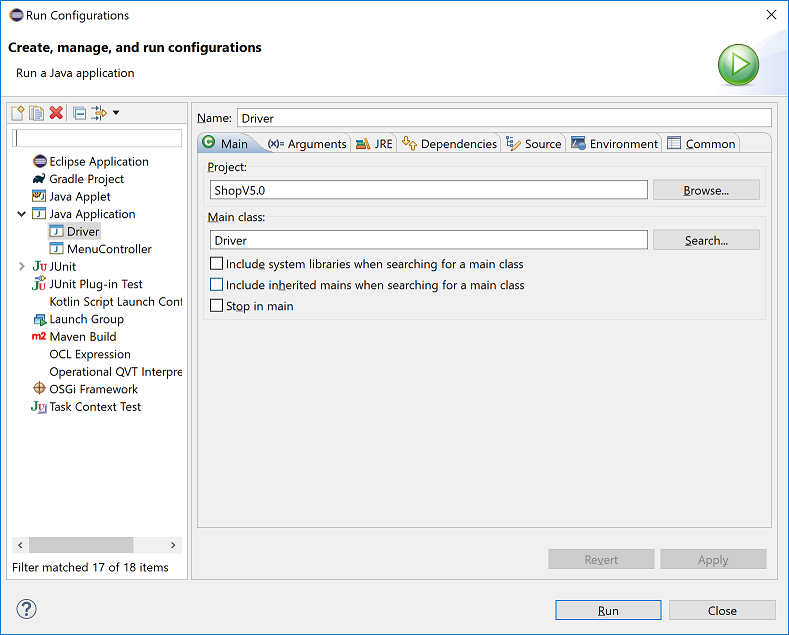 Run Configurations
Create, manage, and run configurations
Run a Java application
Eclipse Application
Gradle Project
Java Applet
Java Application
Driver
MenuController
JUnit
JUnit Plug-in Test
Kotlin Script Launch Conf
Launch Group
m2 Maven Build
OCL Expression
Operational QVT Interpre
OSGi Framework
Task Context Test
Filter matched 17 of 18 items
Name: Driver
Main (x)= Arguments JRE Dependencies Source Environment Common
Project:
ShopV5.0 Browse...
Main class:
Driver Search...
Include system libraries when searching for a main class
Include inherited mains when searching for a main class
Stop in main
Revert Apply
? Run Close